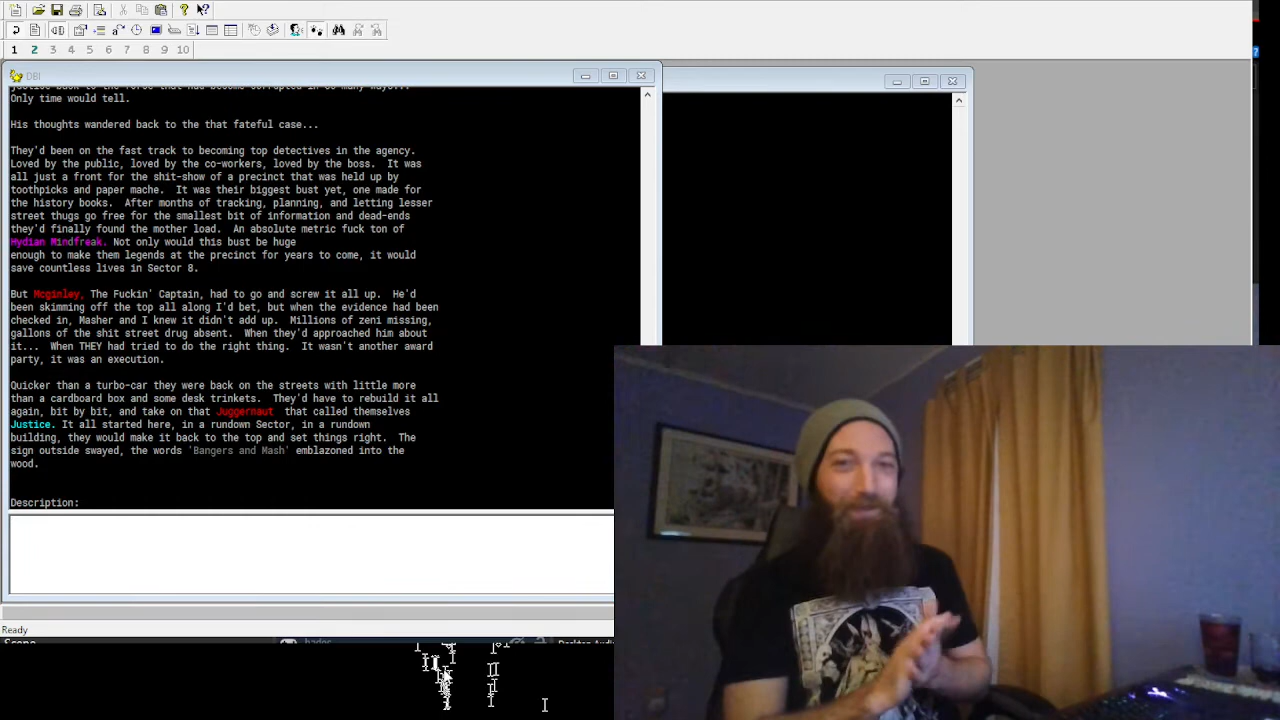 1 2 3 4 5 6 7 8 9 10
DBI
justice back to the force that had become corrupted in so many ways...
Only time would tell.
His thoughts wandered back to the that fateful case...
They'd been on the fast track to becoming top detectives in the agency.
Loved by the public, loved by the co-workers, loved by the boss.  It was
all just a front for the shit-show of a precinct that was held up by
toothpicks and paper mache.  It was their biggest bust yet, one made for
the history books.  After months of tracking, planning, and letting lesser
street thugs go free for the smallest bit of information and dead-ends
they'd finally found the mother load.  An absolute metric fuck ton of
Hydian Mindfreak. Not only would this bust be huge
enough to make them legends at the precinct for years to come, it would
save countless lives in Sector 8.
But Mcginley, The Fuckin' Captain, had to go and screw it all up.  He'd
been skimming off the top all along I'd bet, but when the evidence had been
checked in, Masher and I knew it didn't add up.  Millions of zeni missing,
gallons of the shit street drug absent.  When they'd approached him about
it...  When THEY had tried to do the right thing.  It wasn't another award
party, it was an execution.
Quicker than a turbo-car they were back on the streets with little more
than a cardboard box and some desk trinkets.  They'd have to rebuild it all
again, bit by bit, and take on that Juggernaut  that called themselves
Justice. It all started here, in a rundown Sector, in a rundown
building, they would make it back to the top and set things right.  The
sign outside swayed, the words 'Bangers and Mash' emblazoned into the
wood.
Description:
Ready